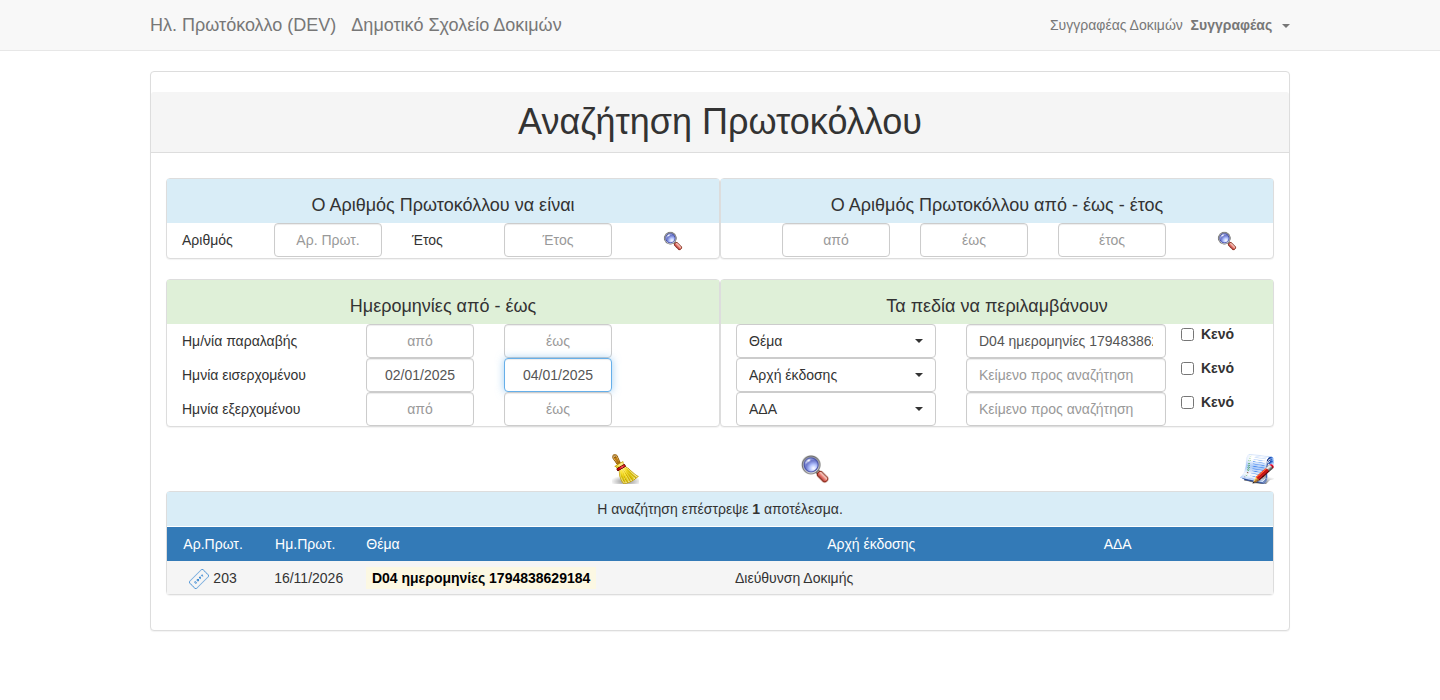 Ηλ. Πρωτόκολλο (DEV) Δημοτικό Σχολείο Δοκιμών Συγγραφέας Δοκιμών Συγγραφέας
Αναζήτηση Πρωτοκόλλου
Ο Αριθμός Πρωτοκόλλου να είναι
Αριθμός Αρ. Πρωτ. Έτος Έτος
Ο Αριθμός Πρωτοκόλλου από - έως - έτος
από έως έτος
Ημερομηνίες από - έως
Ημ/νία παραλαβής από έως
Ημνία εισερχομένου 02/01/2025 04/01/2025
Ημνία εξερχομένου από έως
Τα πεδία να περιλαμβάνουν
Θέμα D04 ημερομηνίες 179483862 Κενό
Αρχή έκδοσης Κείμενο προς αναζήτηση Κενό
ΑΔΑ Κείμενο προς αναζήτηση Κενό
Η αναζήτηση επέστρεψε 1 αποτέλεσμα.
Αρ.Πρωτ. Ημ.Πρωτ. Θέμα Αρχή έκδοσης ΑΔΑ
203 16/11/2026 D04 ημερομηνίες 1794838629184 Διεύθυνση Δοκιμής